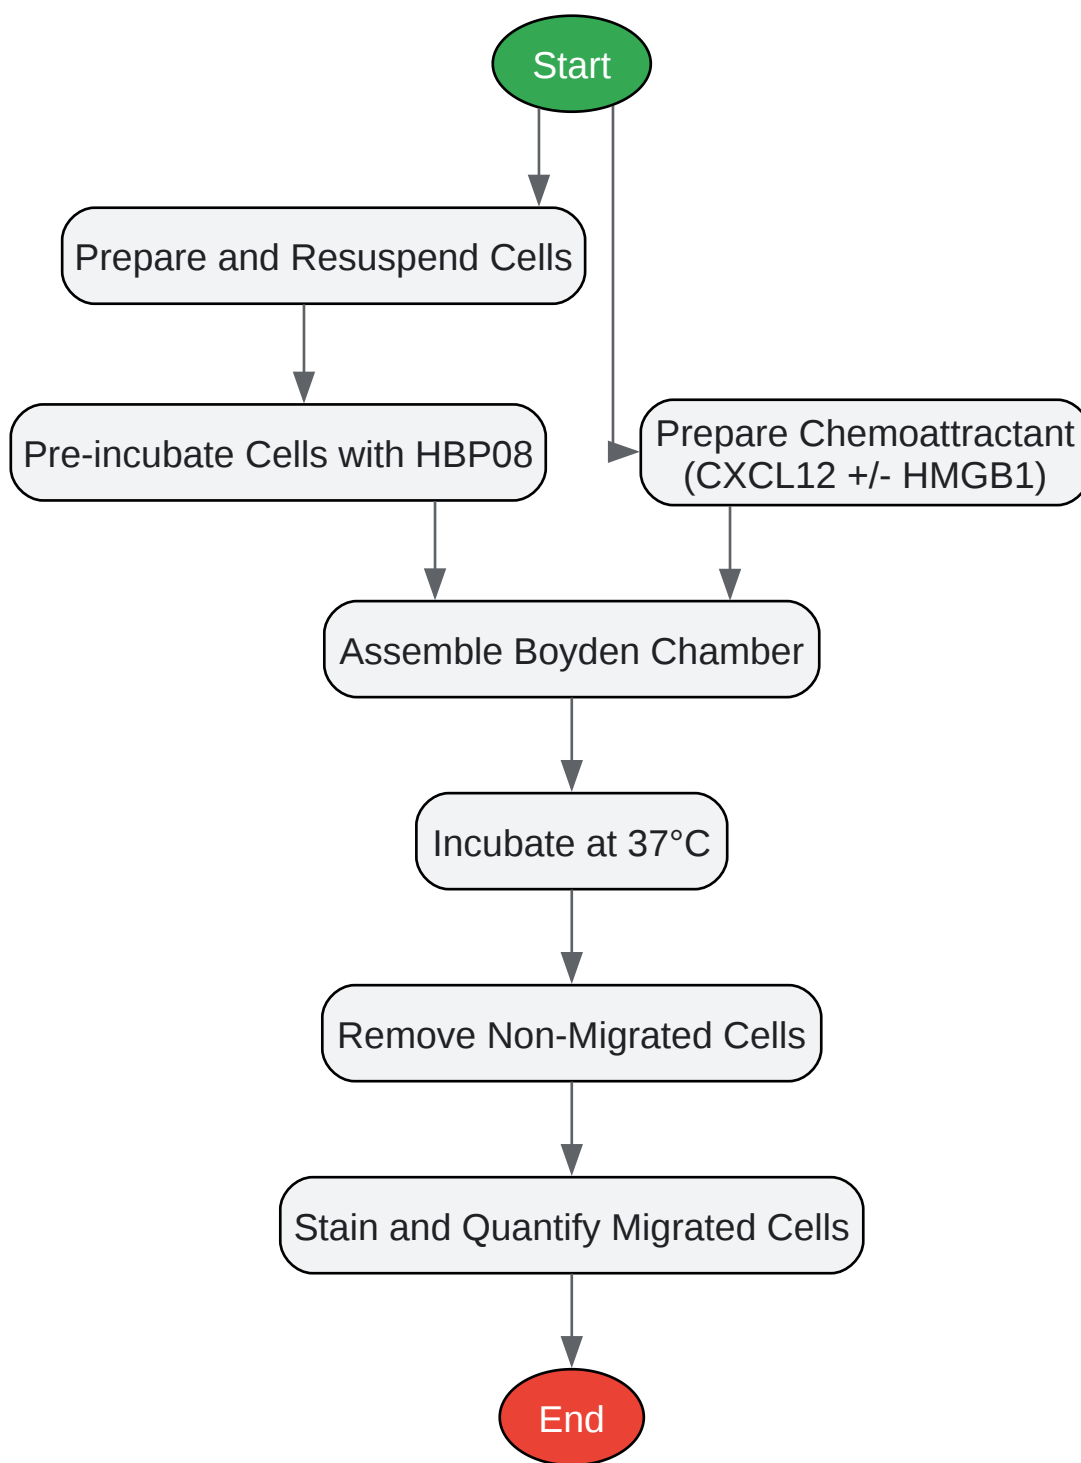 Start
Prepare and Resuspend Cells
Pre-incubate Cells with HBP08
Prepare Chemoattractant
(CXCL12 +/- HMGB1)
Assemble Boyden Chamber
Incubate at 37°C
Remove Non-Migrated Cells
Stain and Quantify Migrated Cells
End